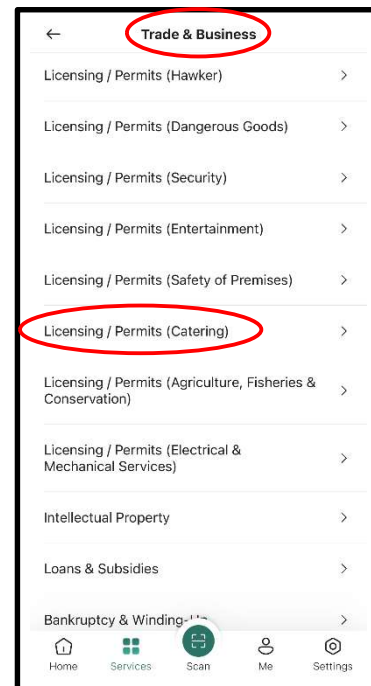 Trade & Business
Licensing / Permits (Hawker)
Licensing / Permits (Dangerous Goods)
Licensing / Permits (Security)
Licensing / Permits (Entertainment)
Licensing / Permits (Safety of Premises)
Licensing / Permits (Catering)
Licensing / Permits (Agriculture, Fisheries &
Conservation)
Licensing / Permits (Electrical &
Mechanical Services)
Intellectual Property
Loans & Subsidies
Bankruptcy & Winding-Up
Home Services Scan Me Settings